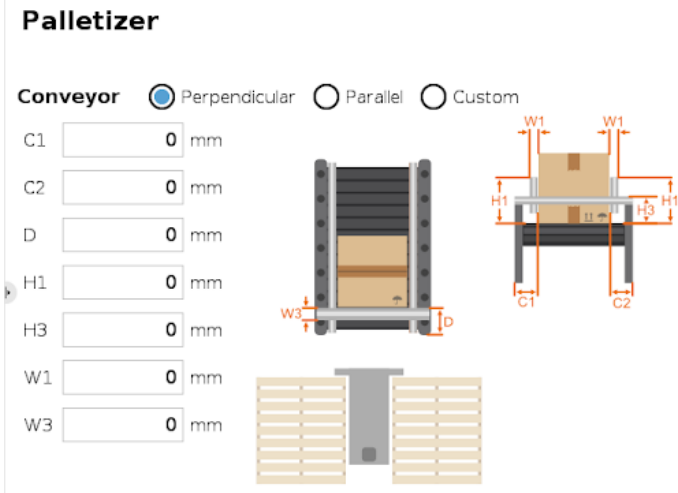 Palletizer
Conveyor Perpendicular Parallel Custom
C1 0 mm
C2 0 mm
D 0 mm
H1 0 mm
H3 0 mm
W1 0 mm
W3 0 mm
W3 D
W1 W1
H1 H3 H1
C1 C2